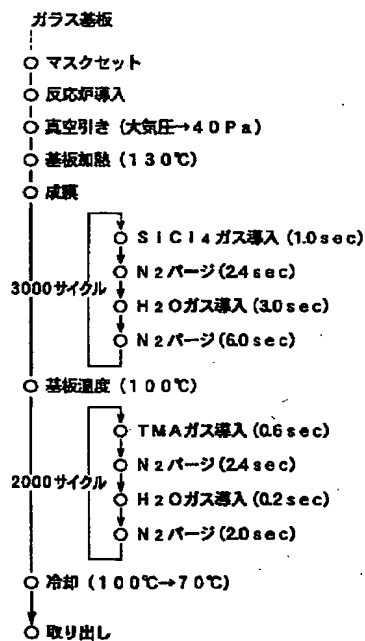 ガラス基板
マスクセット
反応炉導入
真空引き (大気圧→40Pa)
基板加熱 (130℃)
成膜
SiCl4ガス導入 (1.0sec)
N2パージ (2.4sec)
3000サイクル
H2Oガス導入 (3.0sec)
N2パージ (6.0sec)
基板温度 (100℃)
TMAガス導入 (0.6sec)
N2パージ (2.4sec)
2000サイクル
H2Oガス導入 (0.2sec)
N2パージ (2.0sec)
冷却 (100℃→70℃)
取り出し